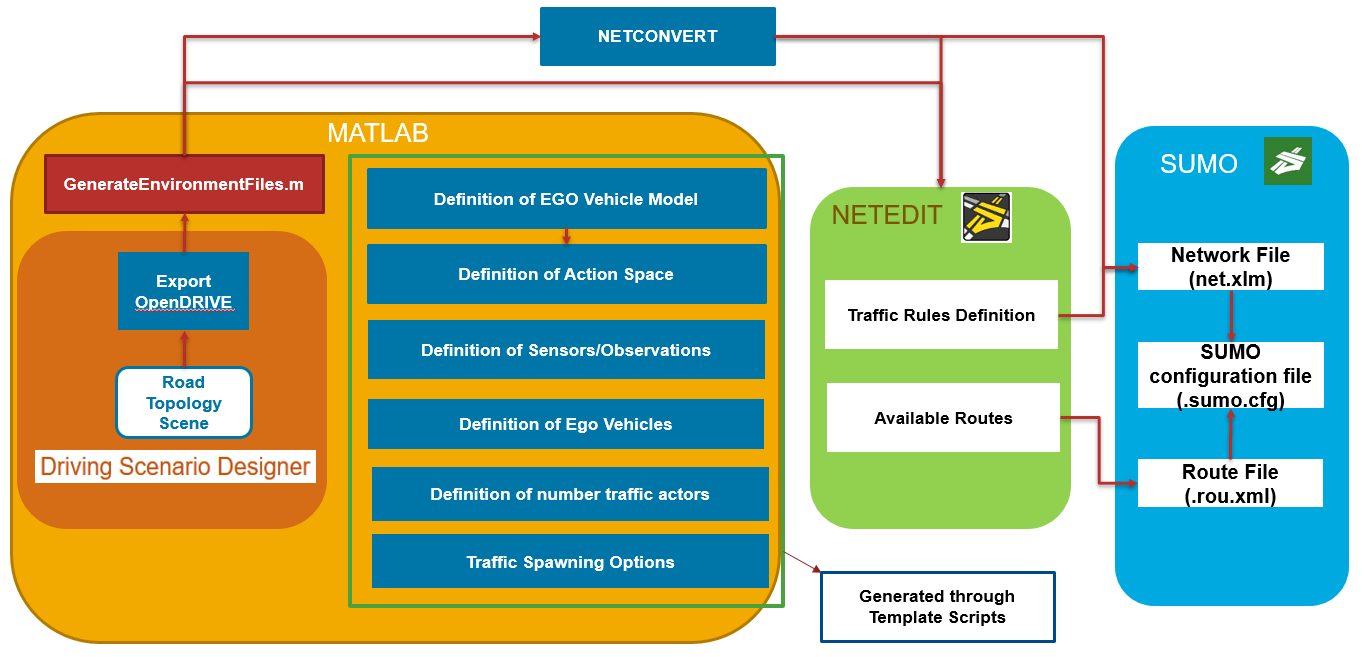 NETCONVERT
MATLAB
GenerateEnvironmentFiles.m
Export
OpenDRIVE
Road
Topology
Scene
Driving Scenario Designer
Definition of EGO Vehicle Model
Definition of Action Space
Definition of Sensors/Observations
Definition of Ego Vehicles
Definition of number traffic actors
Traffic Spawning Options
Generated through
Template Scripts
NETEDIT
Traffic Rules Definition
Available Routes
SUMO
Network File
(net.xlm)
SUMO
configuration file
(.sumo.cfg)
Route File
(.rou.xml)